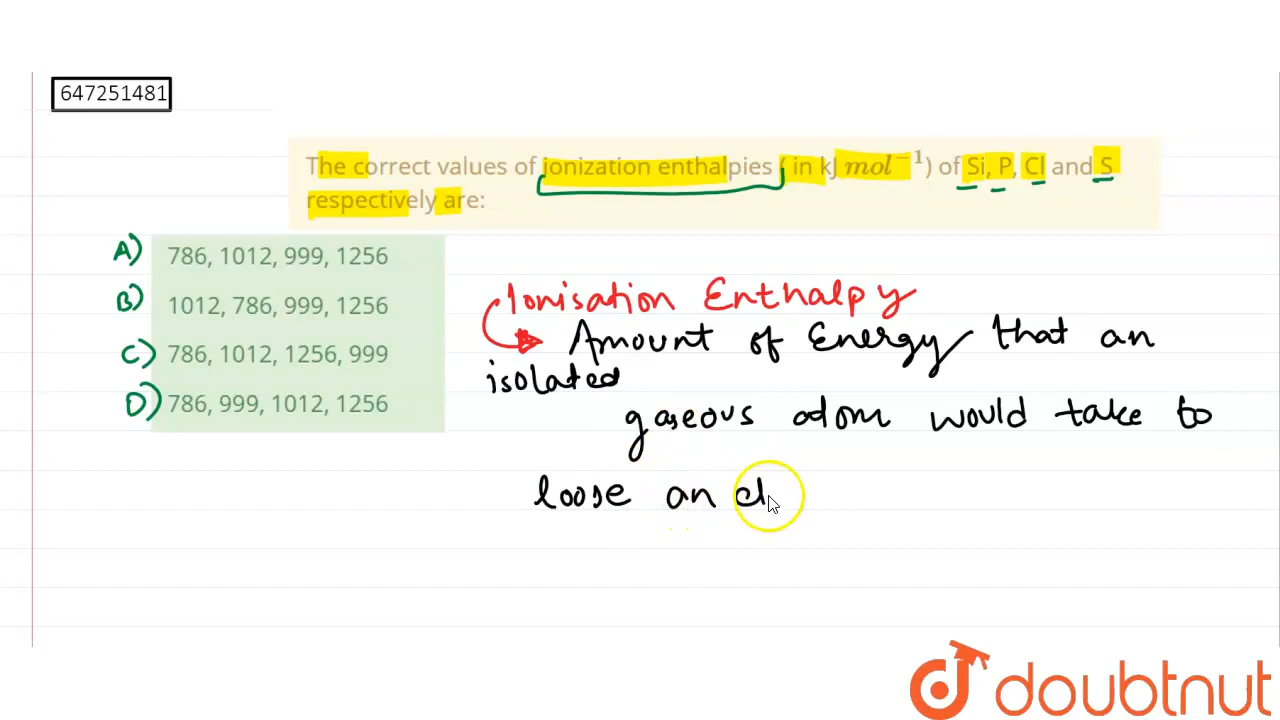 647251481
The correct values of ionization enthalpies ( in kJ mol⁻¹) of Si, P, Cl and S
respectively are:
A) 786, 1012, 999, 1256
B) 1012, 786, 999, 1256
C) 786, 1012, 1256, 999
D) 786, 999, 1012, 1256
Ionisation Enthalpy
Amount of Energy that an
isolated
gaseous atom would take to
loose an el
doubtnut